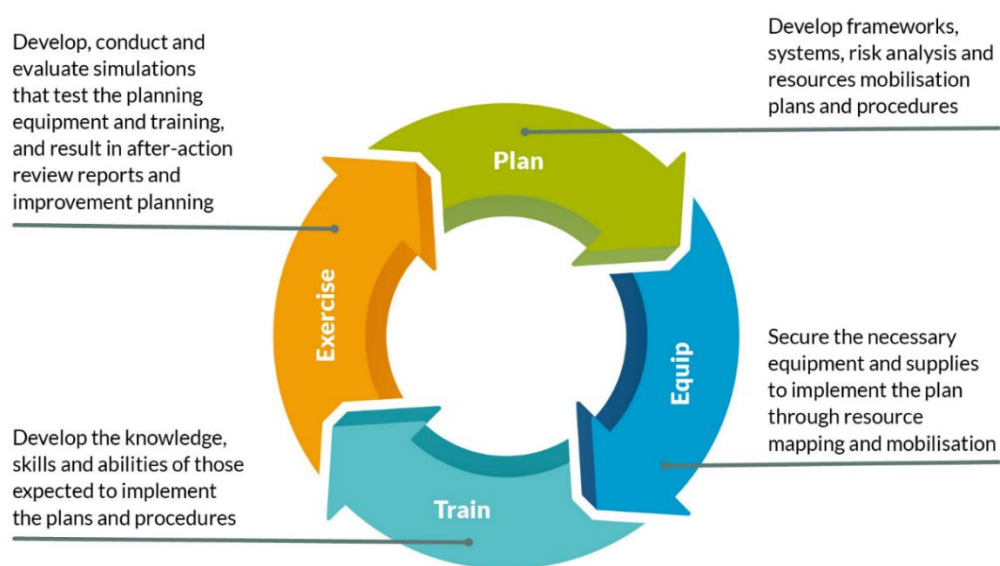 Develop, conduct and
evaluate simulations
that test the planning
equipment and training,
and result in after-action
review reports and
improvement planning
Develop frameworks,
systems, risk analysis and
resources mobilisation
plans and procedures
Plan
Exercise
Equip
Secure the necessary
equipment and supplies
to implement the plan
through resource
mapping and mobilisation
Develop the knowledge,
skills and abilities of those
expected to implement
the plans and procedures
Train